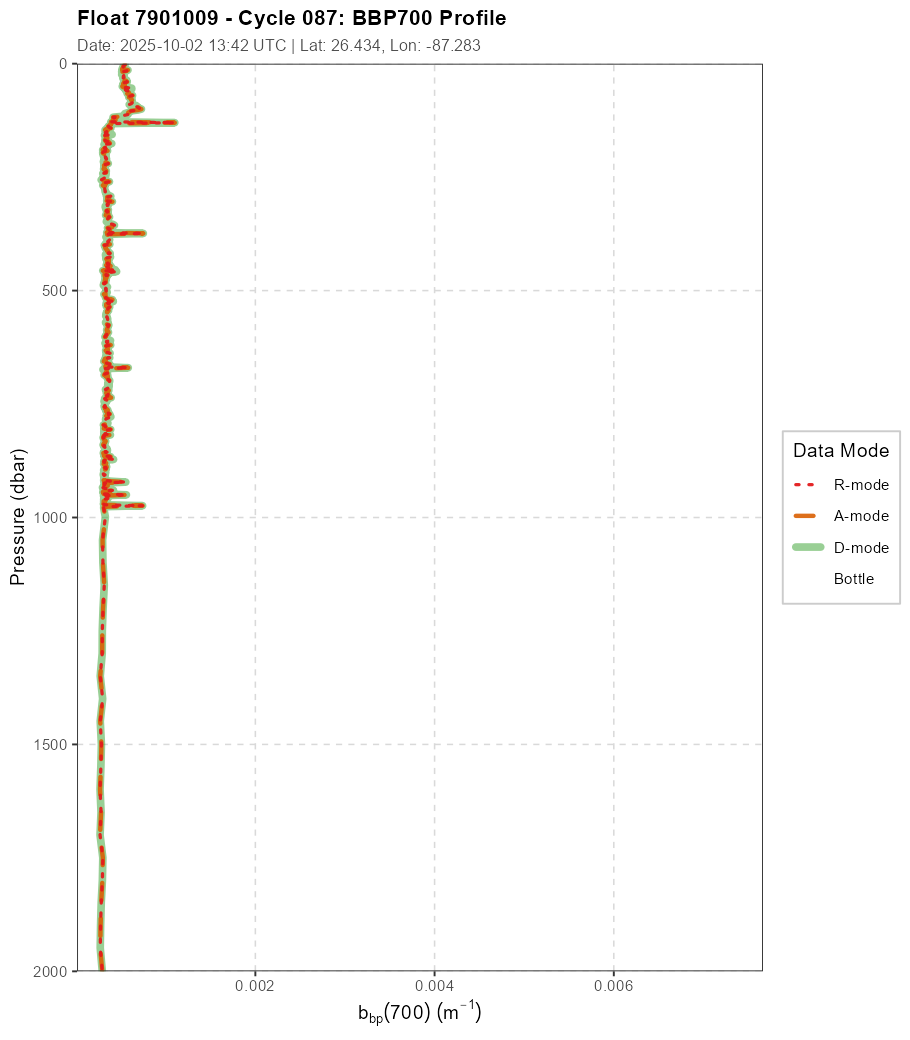 Float 7901009 - Cycle 087: BBP700 Profile
Date: 2025-10-02 13:42 UTC | Lat: 26.434, Lon: -87.283
0
500
1000
1500
2000
Pressure (dbar)
0.002
0.004
0.006
b_bp(700) (m^−1)
Data Mode
R-mode
A-mode
D-mode
Bottle